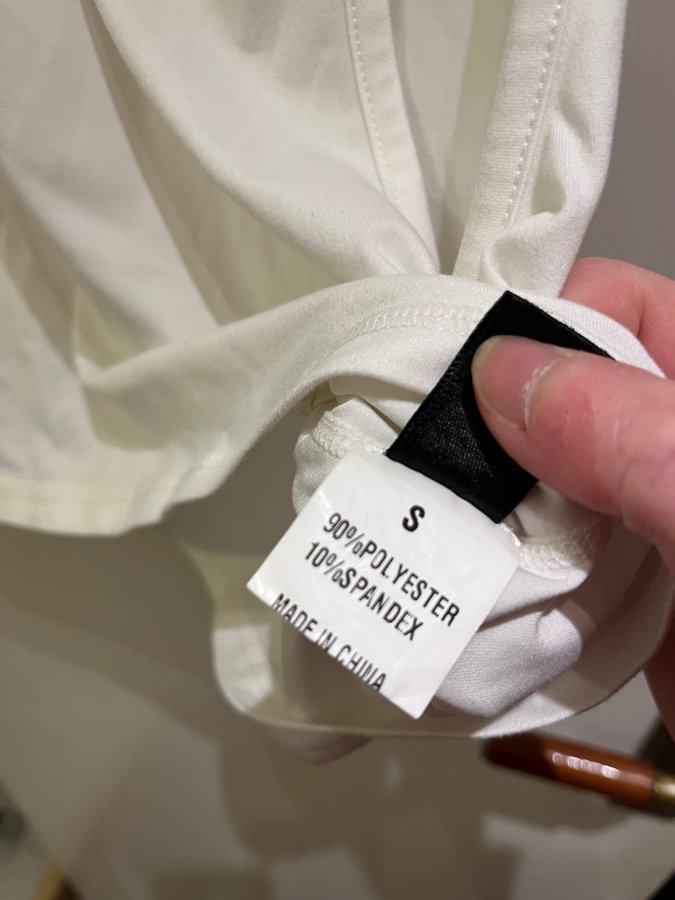 S
90%POLYESTER
10%SPANDEX
MADE IN CHINA